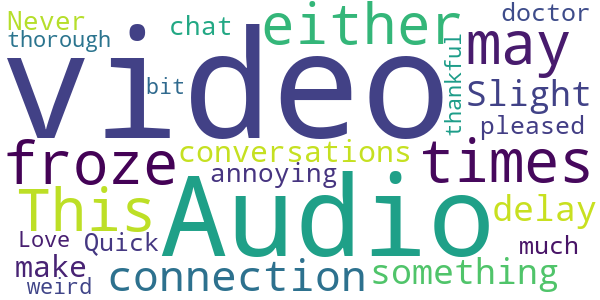 Never
chat
either
doctor
thorough
video
thankful
may
bit
Slight
pleased
froze
conversations
times
annoying
This
Audio
delay
Love
Quick
much
make
connection
something
weird